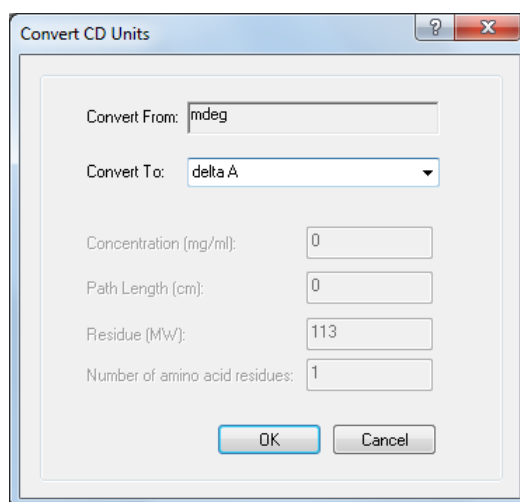 Convert CD Units
Convert From: mdeg
Convert To: delta A
Concentration (mg/ml): 0
Path Length (cm): 0
Residue (MW): 113
Number of amino acid residues: 1
OK Cancel